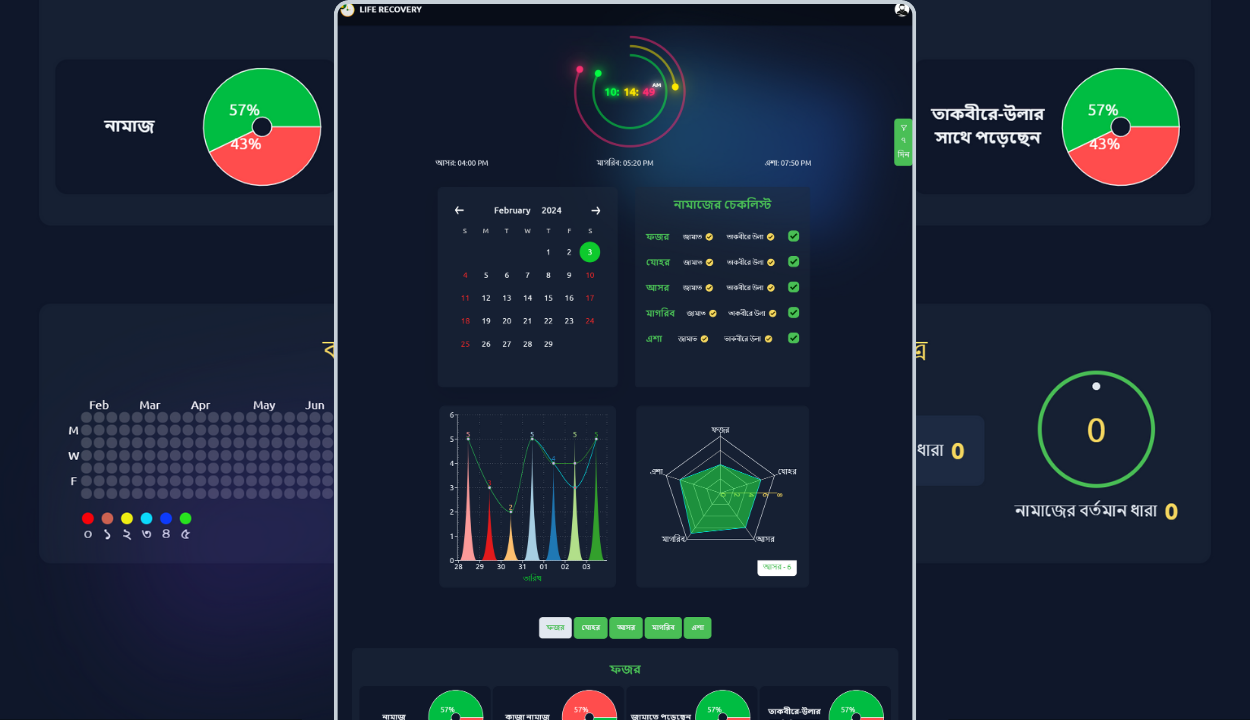 LIFE RECOVERY
10: 14: 49 AM
৭
দিন
আসর: 04:00 PM মাগরিব: 05:20 PM এশা: 07:50 PM
নামাজ
57%
43%
তাকবীরে-উলার
সাথে পড়েছেন
57%
43%
February 2024
S M T W T F S
1 2 3
4 5 6 7 8 9 10
11 12 13 14 15 16 17
18 19 20 21 22 23 24
25 26 27 28 29
নামাজের চেকলিস্ট
ফজর জামাত তাকবীরে উলা
যোহর জামাত তাকবীরে উলা
আসর জামাত তাকবীরে উলা
মাগরিব জামাত তাকবীরে উলা
এশা জামাত তাকবীরে উলা
Feb Mar Apr May Jun
M
W
F
০ ১ ২ ৩ ৪ ৫
ধারা 0
0
নামাজের বর্তমান ধারা 0
6
5
4
3
2
1
0
5 3 2 5 4 5 5
28 29 30 31 01 02 03
তারিখ
ফজর
এশা
যোহর
মাগরিব
আসর
আসর - ৩
ফজর যোহর আসর মাগরিব এশা
ফজর
নামাজ 57%
কাজা নামাজ 57%
জামাতে পড়েছেন 57%
তাকবীরে-উলার 57%